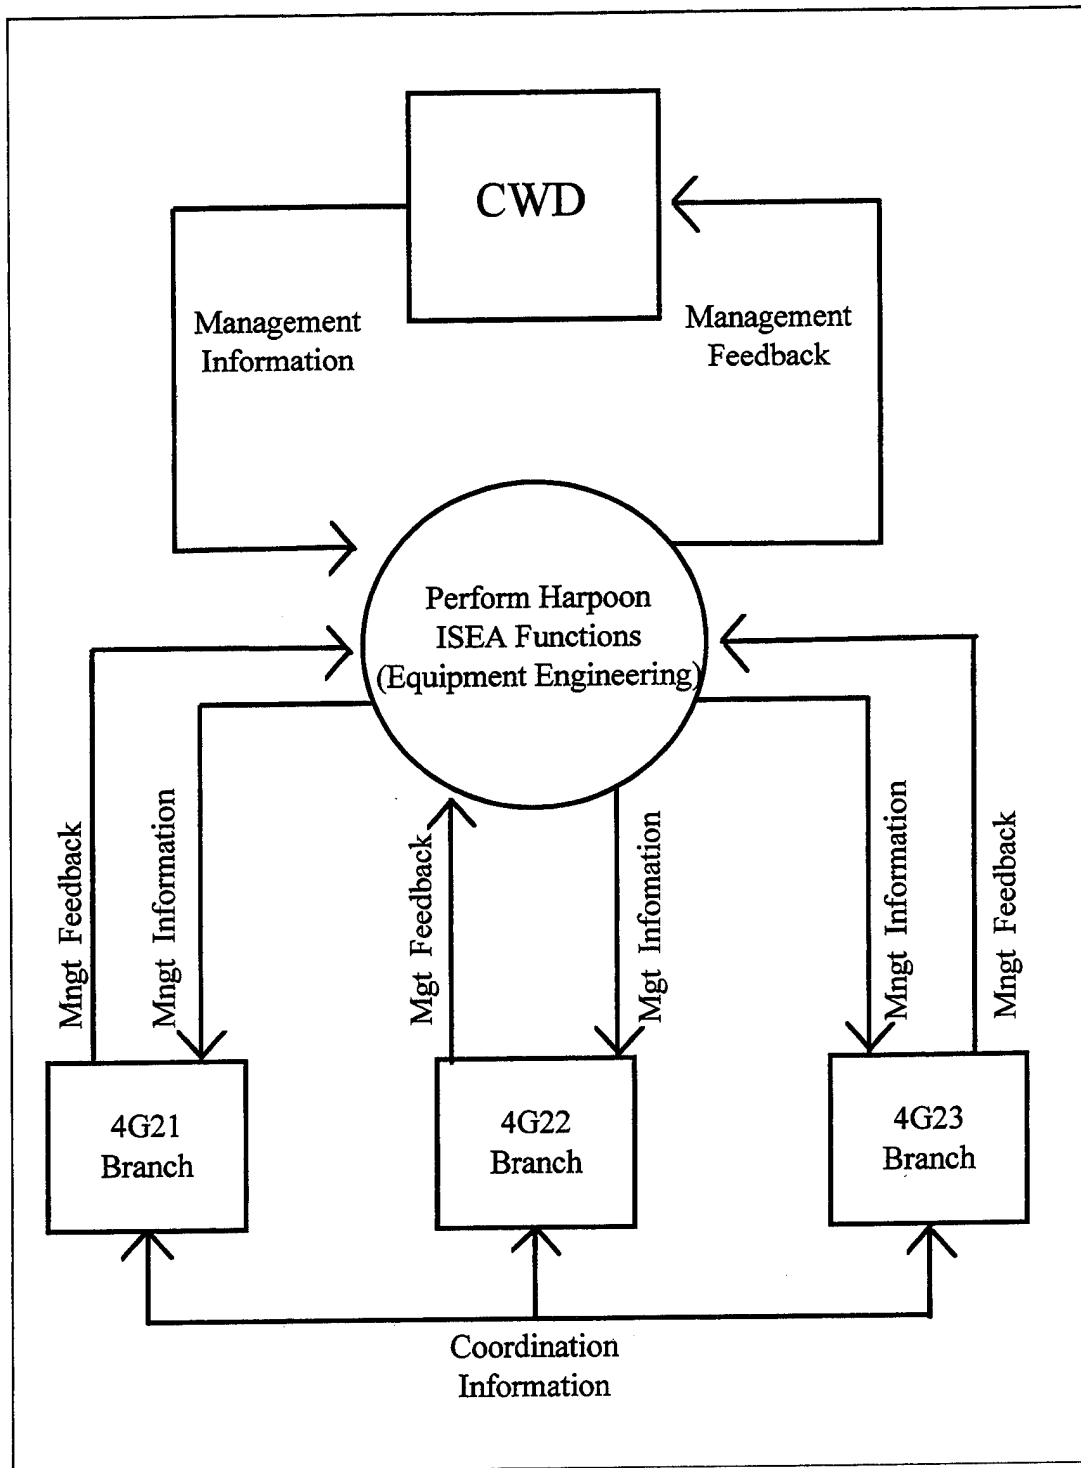 CWD
Management
Information
Management
Feedback
Perform Harpoon
ISEA Functions
(Equipment Engineering)
Mngt Feedback
Mngt Information
Mgt Feedback
Mgt Infomation
Mngt Information
Mngt Feedback
4G21
Branch
4G22
Branch
4G23
Branch
Coordination
Information